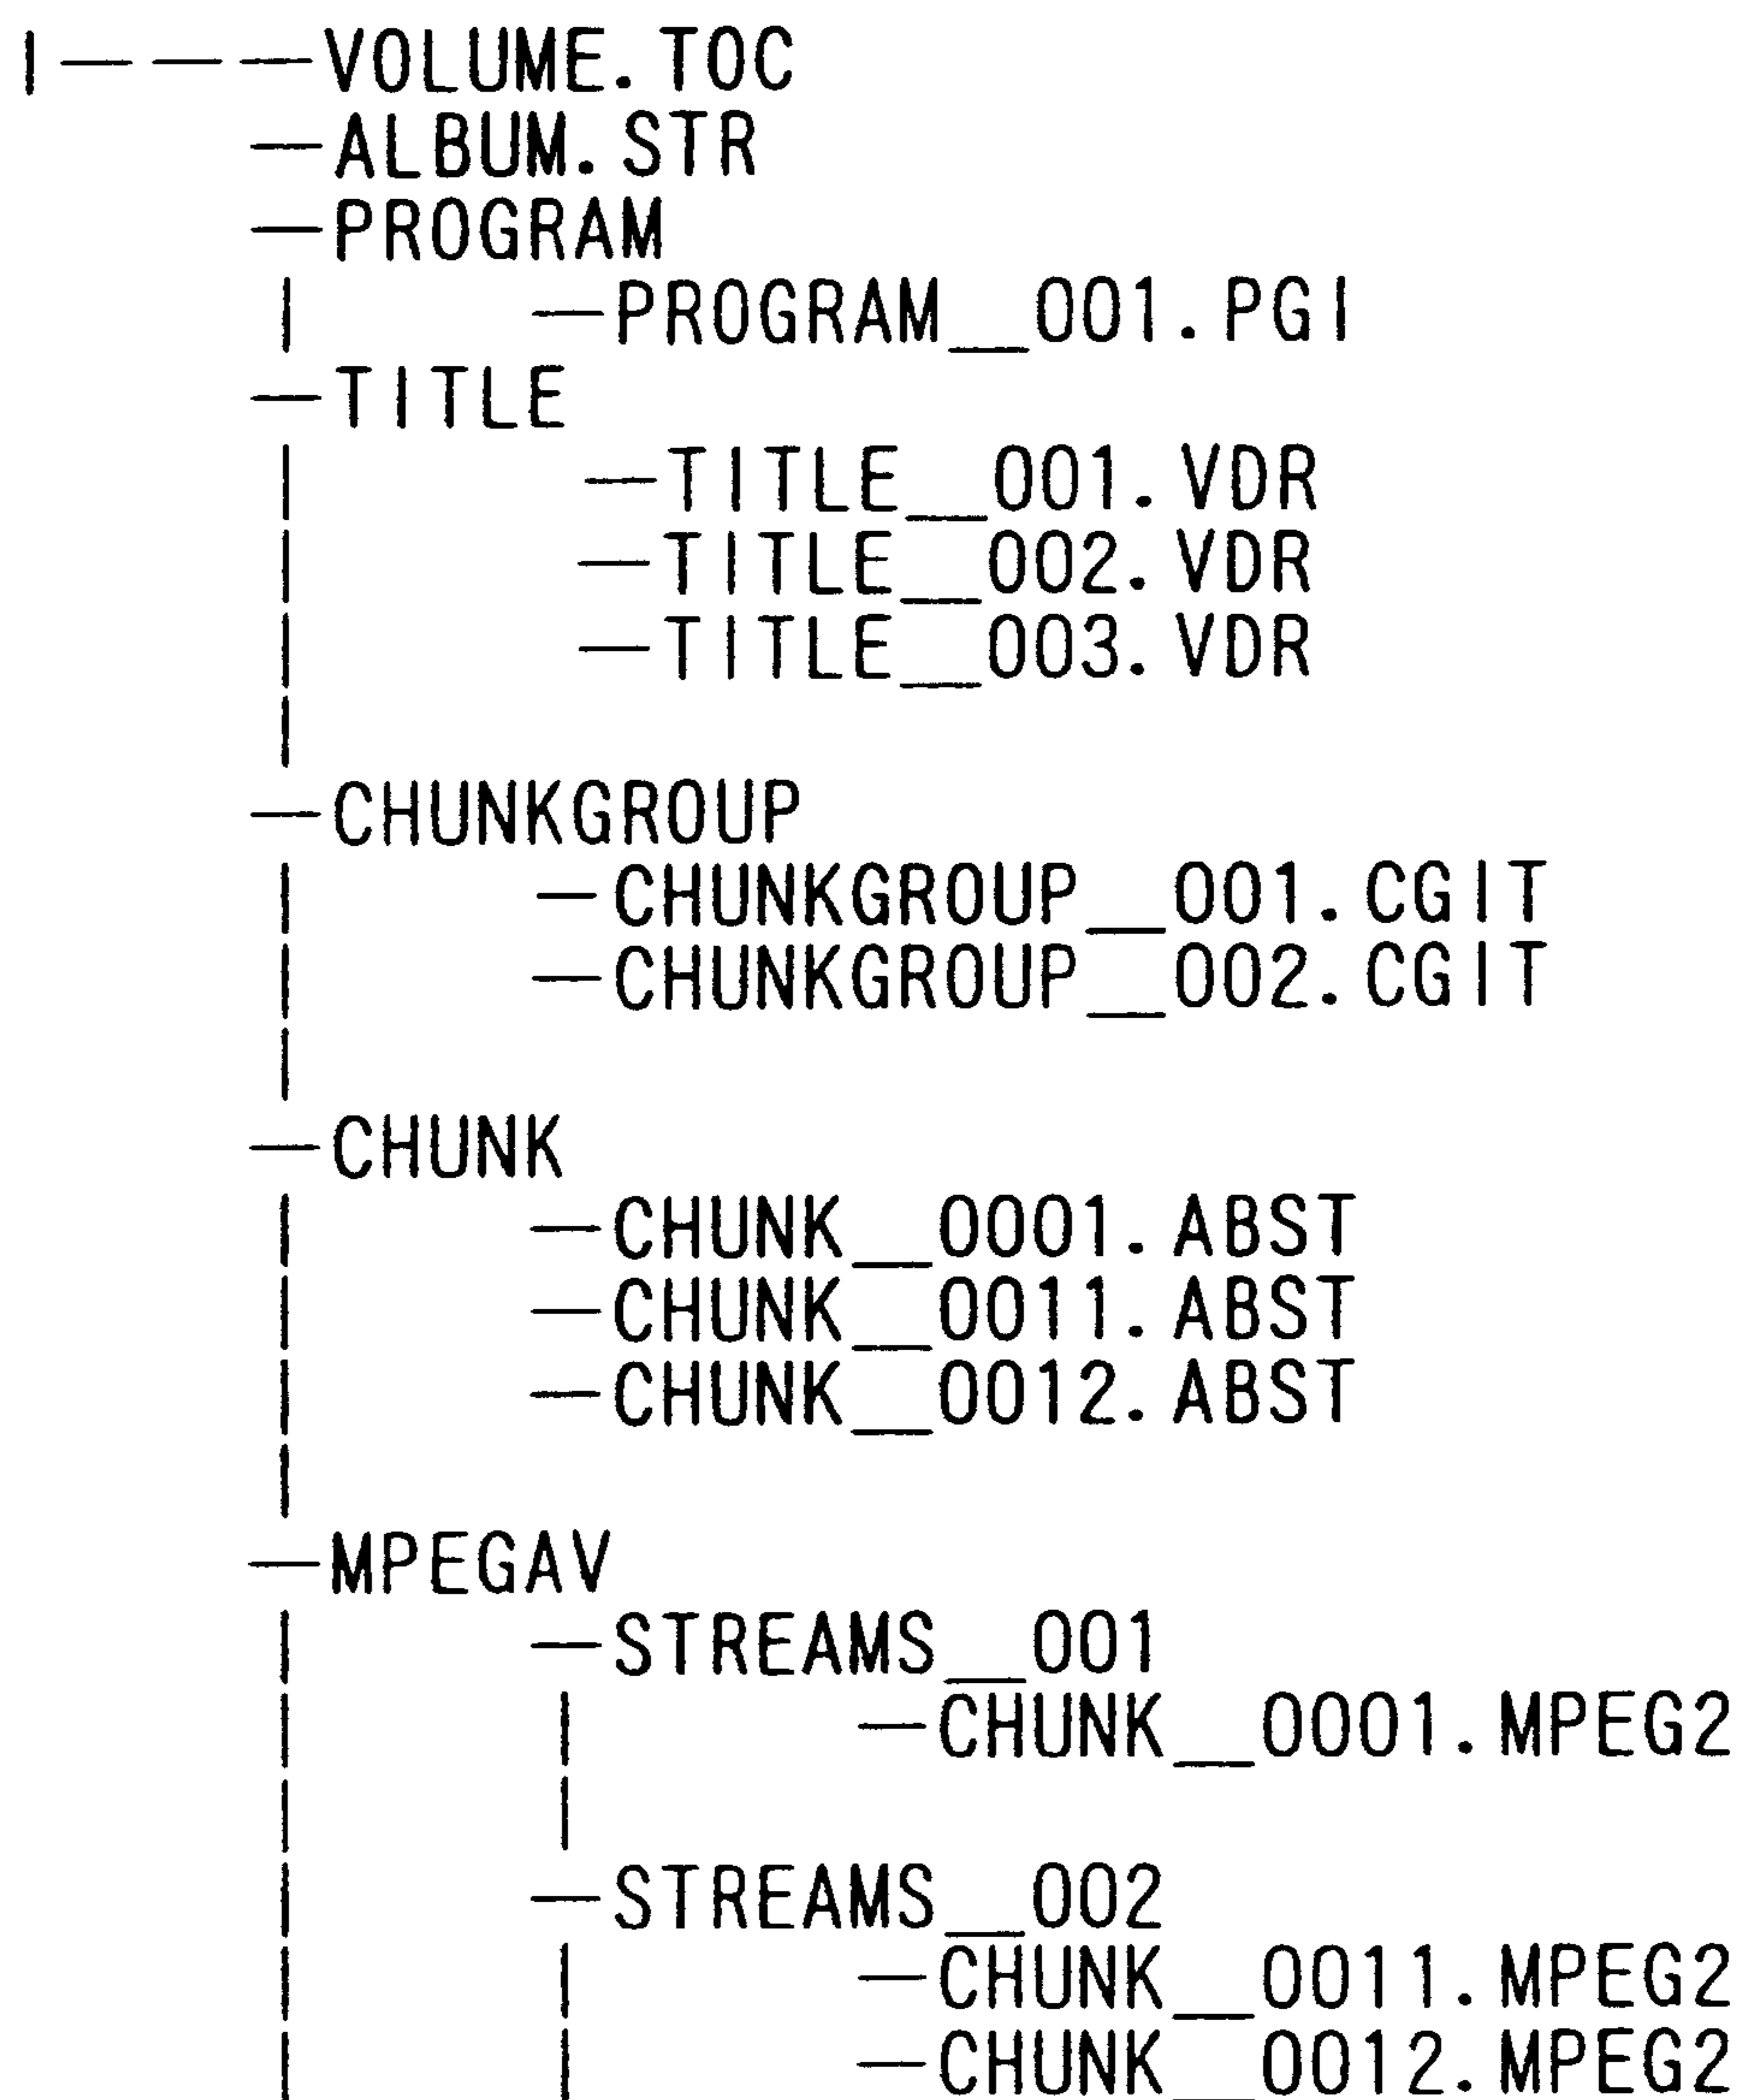 |———VOLUME.TOC
—ALBUM.STR
—PROGRAM
| —PROGRAM__001.PGI
—TITLE
| —TITLE__001.VDR
| —TITLE__002.VDR
| —TITLE__003.VDR
|
—CHUNKGROUP
| —CHUNKGROUP__001.CGIT
| —CHUNKGROUP__002.CGIT
|
—CHUNK
| —CHUNK__0001.ABST
| —CHUNK__0011.ABST
| —CHUNK__0012.ABST
|
—MPEGAV
| —STREAMS__001
| | —CHUNK__0001.MPEG2
| |
| —STREAMS__002
| | —CHUNK__0011.MPEG2
| | —CHUNK__0012.MPEG2